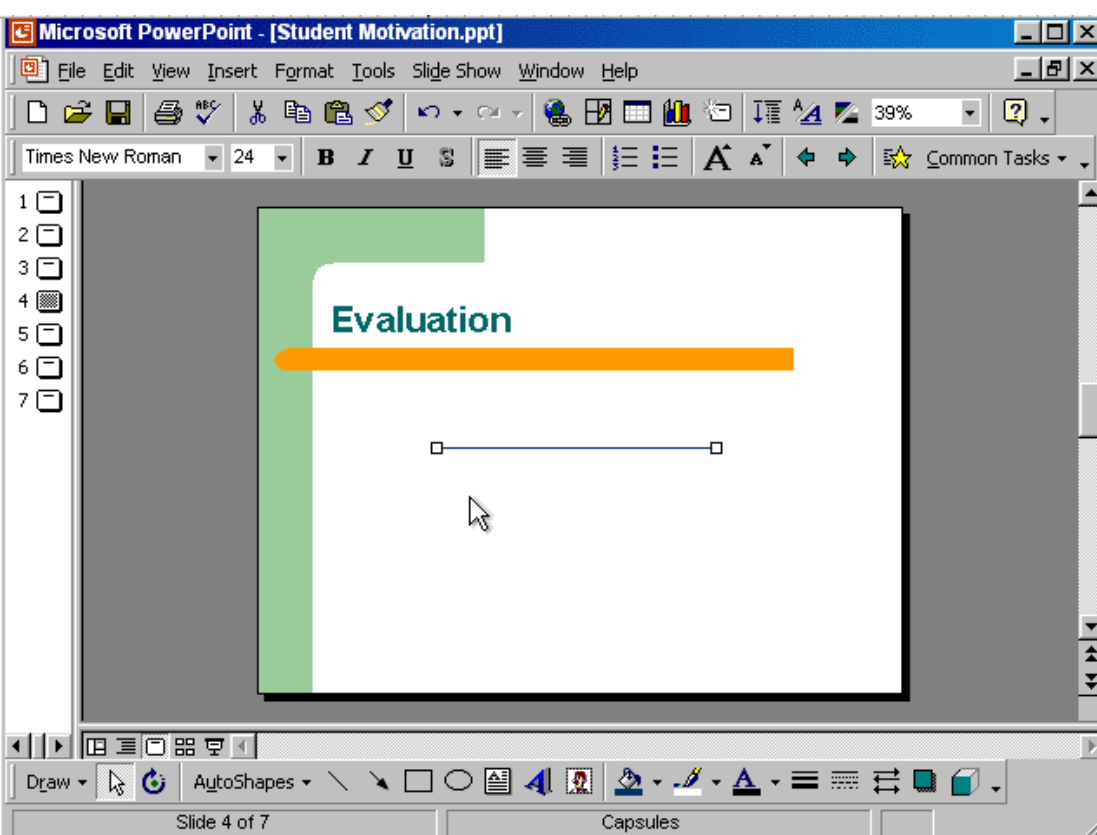 Microsoft PowerPoint - [Student Motivation.ppt]
File Edit View Insert Format Tools Slide Show Window Help
ABC 39%
Times New Roman 24 B I U S A A Common Tasks
1
2
3
4
5
6
7
Evaluation
Draw AutoShapes A A
Slide 4 of 7 Capsules